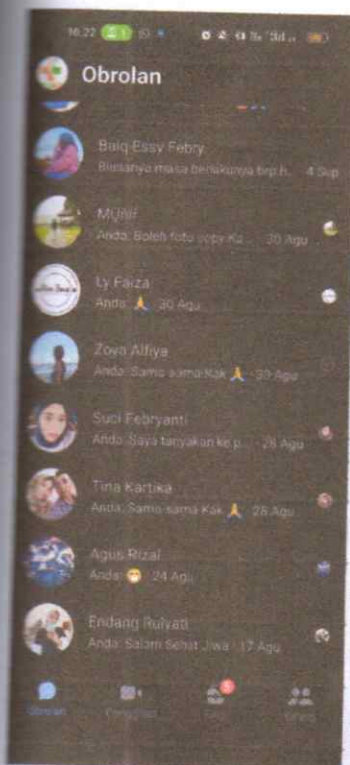 16.22
Obrolan
Baiq Essy Febry
Biasanya masa berlakunya brp h... 4 Sep
Anda: Boleh foto copy Ka... · 30 Agu
Ly Faiza
Anda: 🙏 · 30 Agu
Zova Alfiya
Anda: Sama-sama Kak 🙏 · 30 Agu
Suci Febryanti
Anda: Saya tanyakan ke p... · 28 Agu
Tina Kartika
Anda: Sama-sama Kak 🙏 · 28 Agu
Agus Rizal
Anda: 😁 · 24 Agu
Endang Rulyati
Anda: Salam Sehat Jiwa · 17 Agu
Obrolan